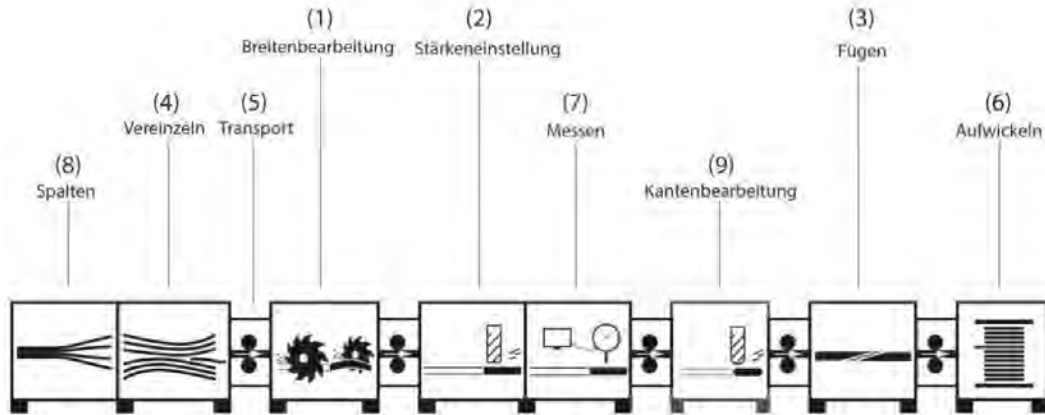 (1)
Breitenbearbeitung
(2)
Stärkeneinstellung
(3)
Fügen
(4)
Vereinzeln
(5)
Transport
(7)
Messen
(6)
Aufwickeln
(8)
Spalten
(9)
Kantenbearbeitung